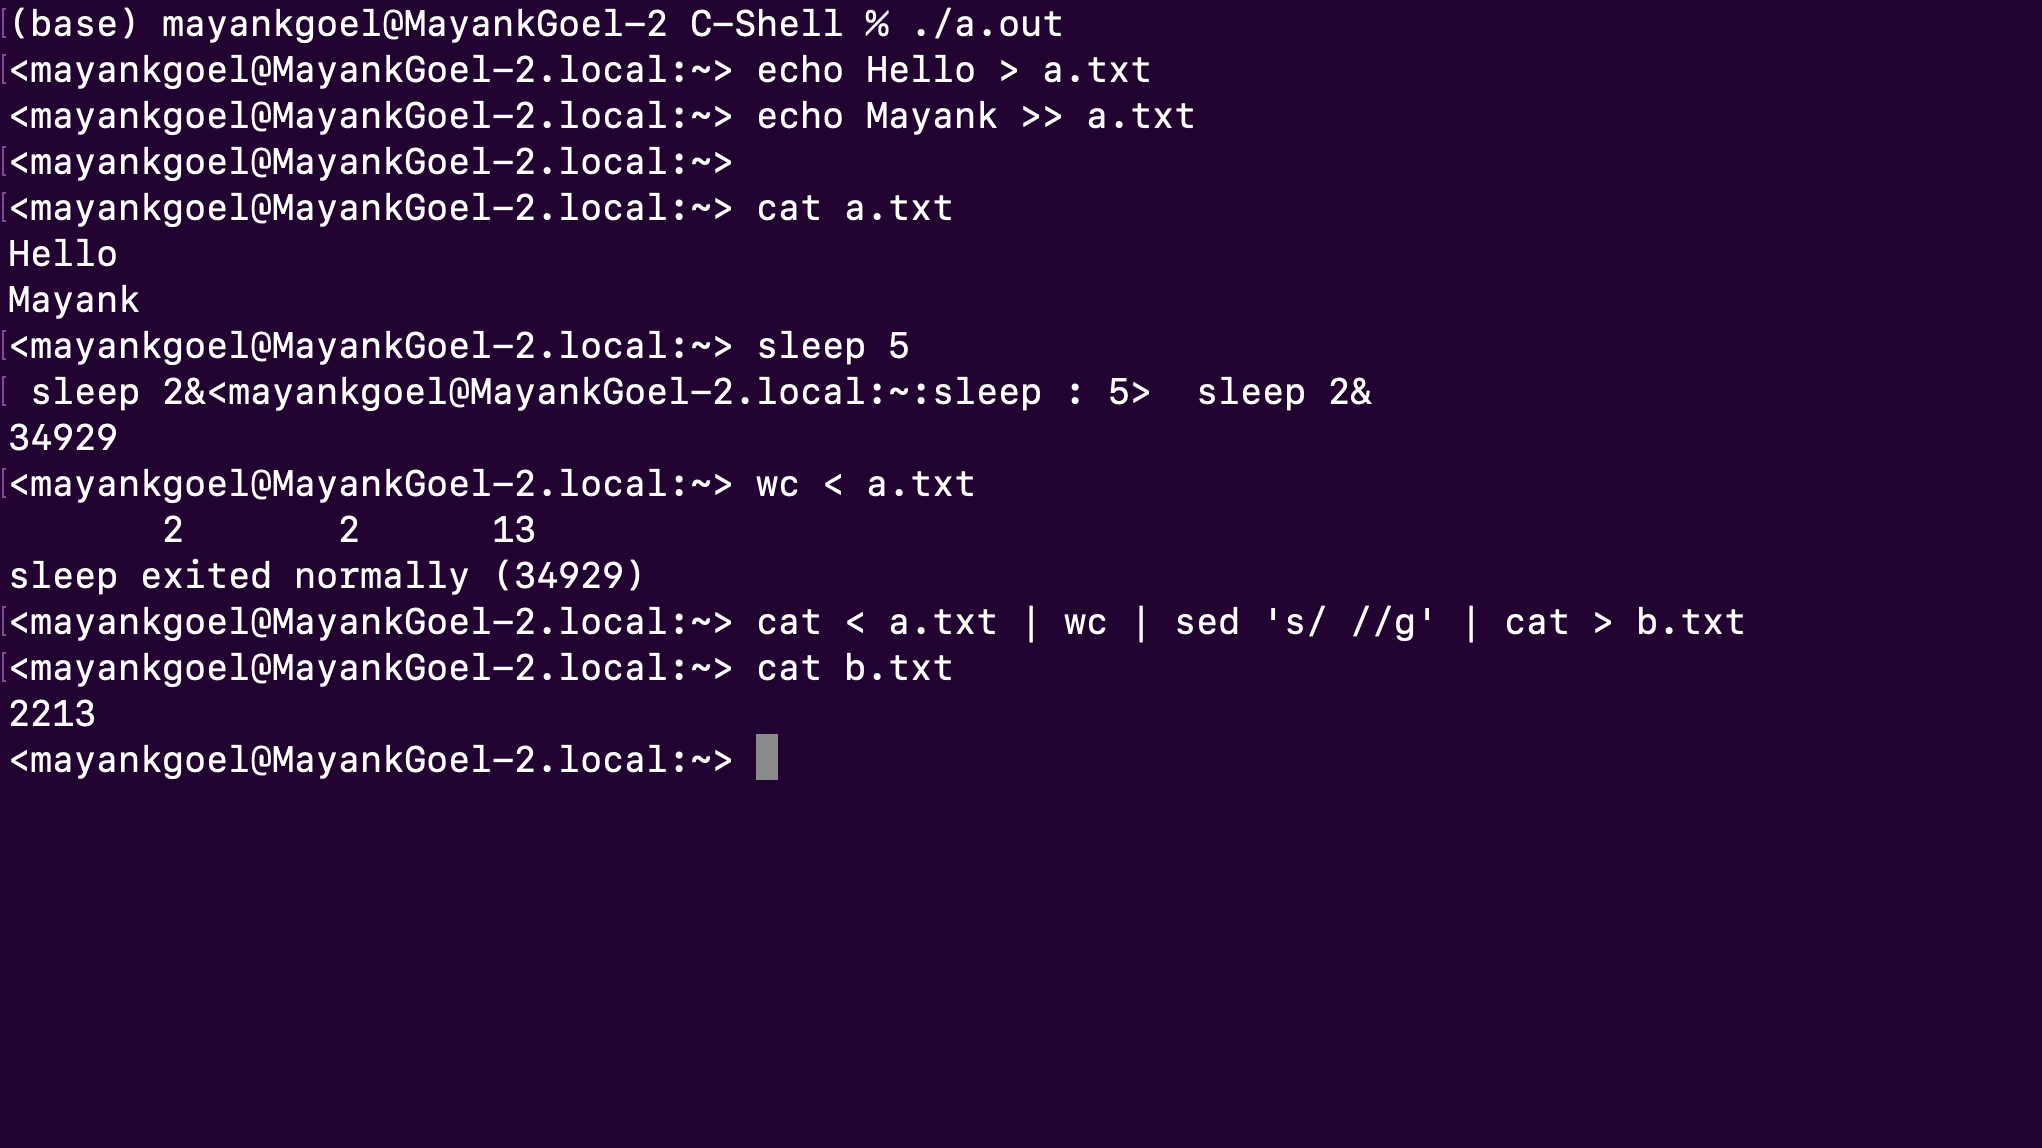 (base) mayankgoel@MayankGoel-2 C-Shell % ./a.out
<mayankgoel@MayankGoel-2.local:~> echo Hello > a.txt
<mayankgoel@MayankGoel-2.local:~> echo Mayank >> a.txt
<mayankgoel@MayankGoel-2.local:~>
<mayankgoel@MayankGoel-2.local:~> cat a.txt
Hello
Mayank
<mayankgoel@MayankGoel-2.local:~> sleep 5
 sleep 2&<mayankgoel@MayankGoel-2.local:~:sleep : 5>  sleep 2&
34929
<mayankgoel@MayankGoel-2.local:~> wc < a.txt
       2       2      13
sleep exited normally (34929)
<mayankgoel@MayankGoel-2.local:~> cat < a.txt | wc | sed 's/ //g' | cat > b.txt
<mayankgoel@MayankGoel-2.local:~> cat b.txt
2213
<mayankgoel@MayankGoel-2.local:~>